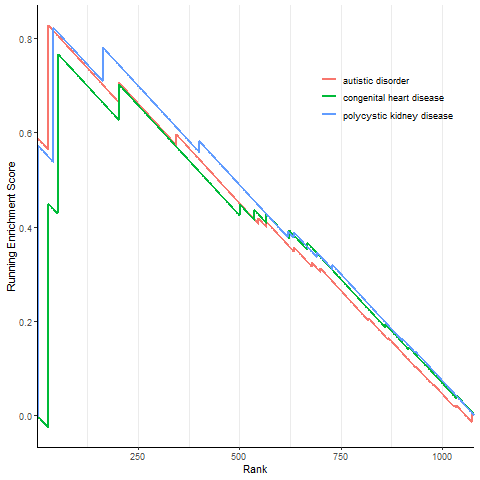 0.8
0.6
0.4
0.2
0.0
Running Enrichment Score
autistic disorder
congenital heart disease
polycystic kidney disease
250
500
750
1000
Rank